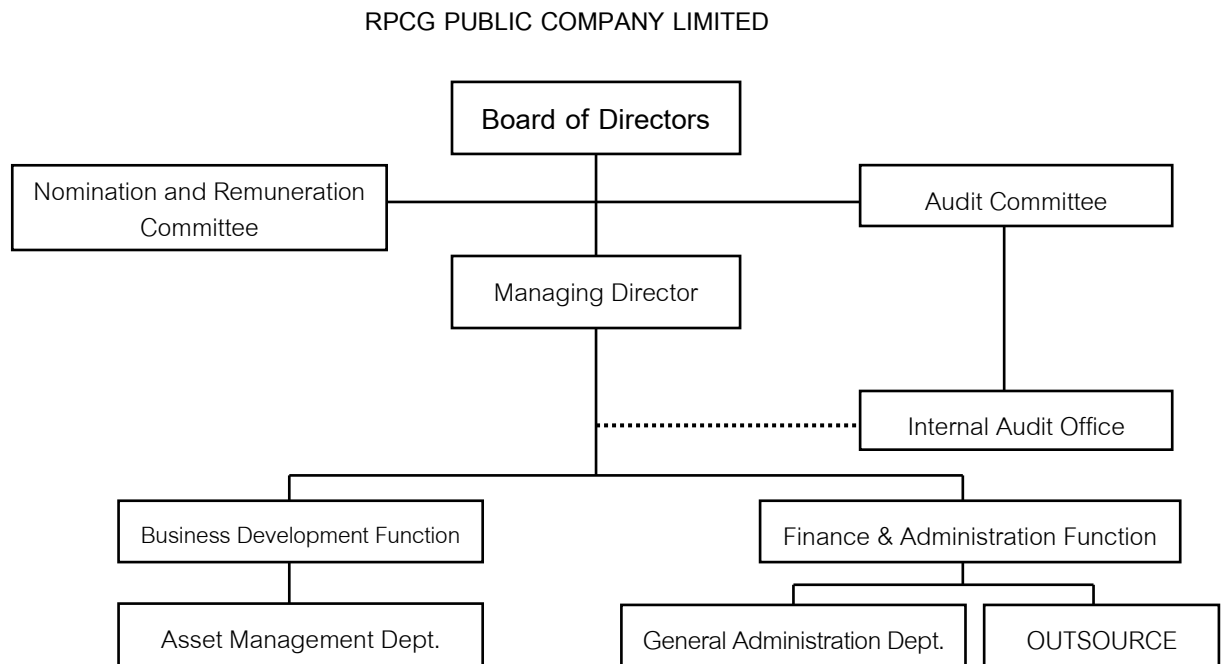 RPCG PUBLIC COMPANY LIMITED
Board of Directors
Nomination and Remuneration
Committee
Audit Committee
Managing Director
Internal Audit Office
Business Development Function
Finance & Administration Function
Asset Management Dept.
General Administration Dept.
OUTSOURCE